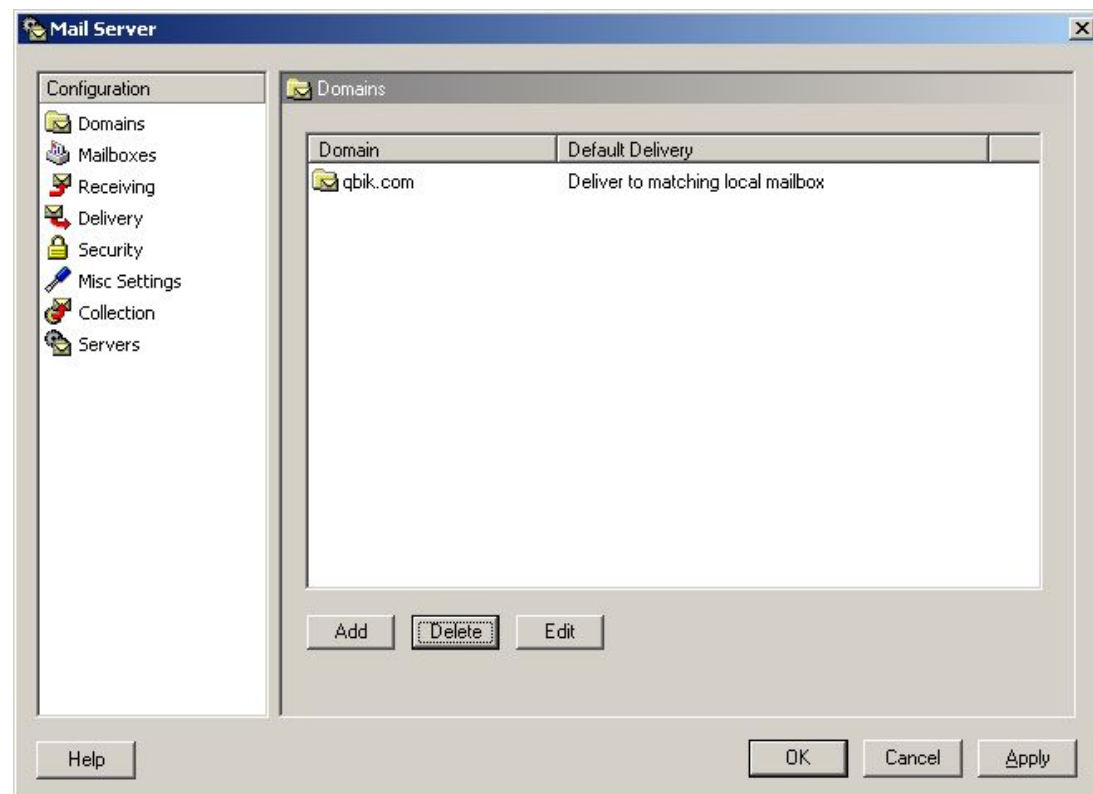 Mail Server
Configuration
Domains
Mailboxes
Receiving
Delivery
Security
Misc Settings
Collection
Servers
Domains
Domain Default Delivery
qbik.com Deliver to matching local mailbox
Add Delete Edit
Help OK Cancel Apply